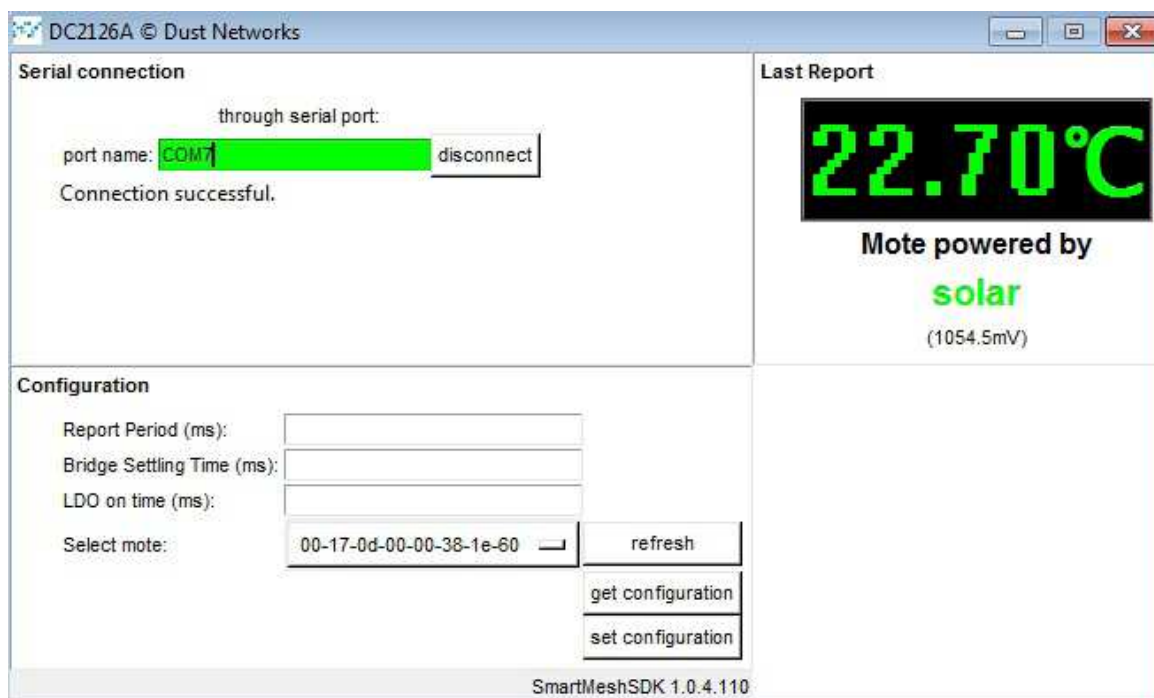 DC2126A © Dust Networks
Serial connection
through serial port:
port name: COM7 disconnect
Connection successful.
Last Report
22.70°C
Mote powered by
solar
(1054.5mV)
Configuration
Report Period (ms):
Bridge Settling Time (ms):
LDO on time (ms):
Select mote: 00-17-0d-00-00-38-1e-60 refresh
get configuration
set configuration
SmartMeshSDK 1.0.4.110